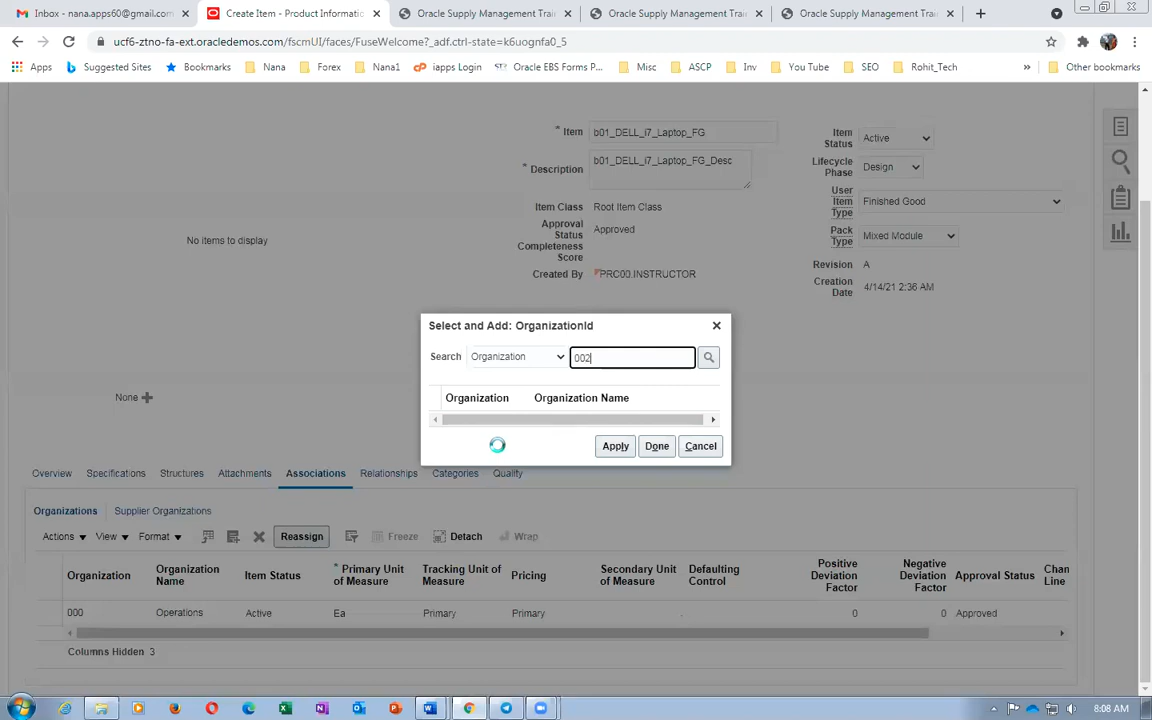 Inbox - nana.apps60@gmail.com
Create Item - Product Informatio
Oracle Supply Management Trai
Oracle Supply Management Trai
Oracle Supply Management Trai
ucf6-ztno-fa-ext.oracledemos.com/fscmUI/faces/FuseWelcome?_adf.ctrl-state=k6uognfa0_5
Apps Suggested Sites Bookmarks Nana Forex Nana1 iapps Login Oracle EBS Forms P... Misc ASCP Inv You Tube SEO Rohit_Tech » Other bookmarks
* Item b01_DELL_i7_Laptop_FG
* Description b01_DELL_i7_Laptop_FG_Desc
Item Class Root Item Class
Approval Status Approved
Completeness Score
Created By PRC00.INSTRUCTOR
Item Status Active
Lifecycle Phase Design
User Item Type Finished Good
Pack Type Mixed Module
Revision A
Creation Date 4/14/21 2:36 AM
No items to display
Select and Add: OrganizationId
Search Organization 002
Organization Organization Name
Apply Done Cancel
None
Overview Specifications Structures Attachments Associations Relationships Categories Quality
Organizations Supplier Organizations
Actions View Format Reassign Freeze Detach Wrap
Organization Organization Name Item Status * Primary Unit of Measure Tracking Unit of Measure Pricing Secondary Unit of Measure Defaulting Control Positive Deviation Factor Negative Deviation Factor Approval Status Chan Line
000 Operations Active Ea Primary Primary 0 0 Approved
Columns Hidden 3
8:08 AM